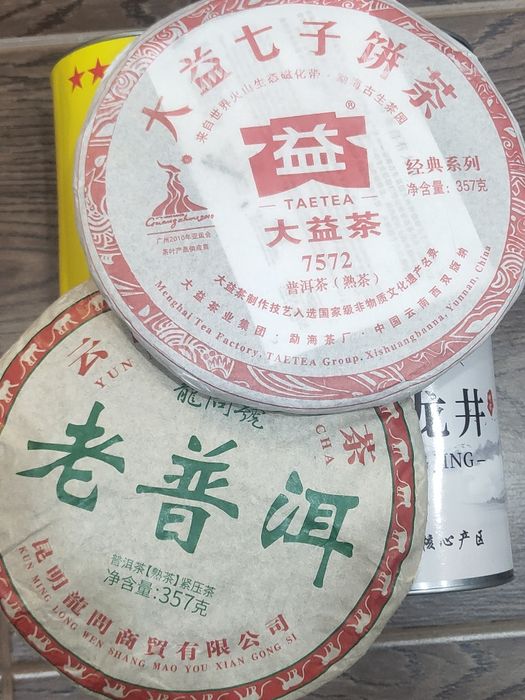 大益七子饼茶
来自世界火山生态磁化带·勐海古生茶园
益®
TAETEA
大益茶
经典系列
净含量:357克
Guangzhou 2010
广州2010年亚运会
茶叶产品供应商
7572
普洱茶(熟茶)
大益茶制作技艺入选国家级非物质文化遗产名录
大益茶业集团·勐海茶厂·中国云南西双版纳
Menghai Tea Factory, TAETEA Group. Xishuangbanna, Yunnan, China
龙井
ING
核心产区
云
YUN
茶
CHA
龍問號
老普洱
普洱茶【熟茶】紧压茶
净含量:357克
昆明龍問商貿有限公司
KUN MING LONG WEN SHANG MAO YOU XIAN GONG SI